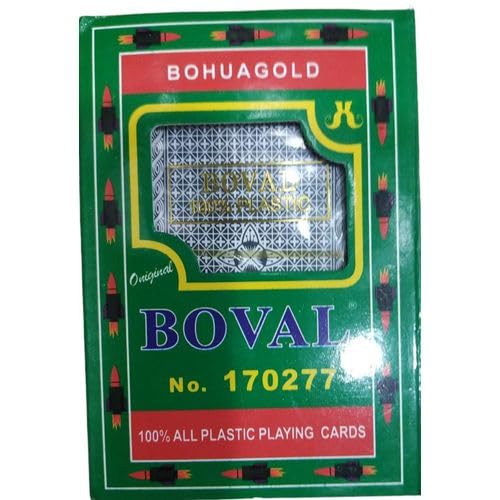 BOHUAGOLD
BOVAL
100% PLASTIC
Original
BOVAL®
No. 170277
100% ALL PLASTIC PLAYING CARDS